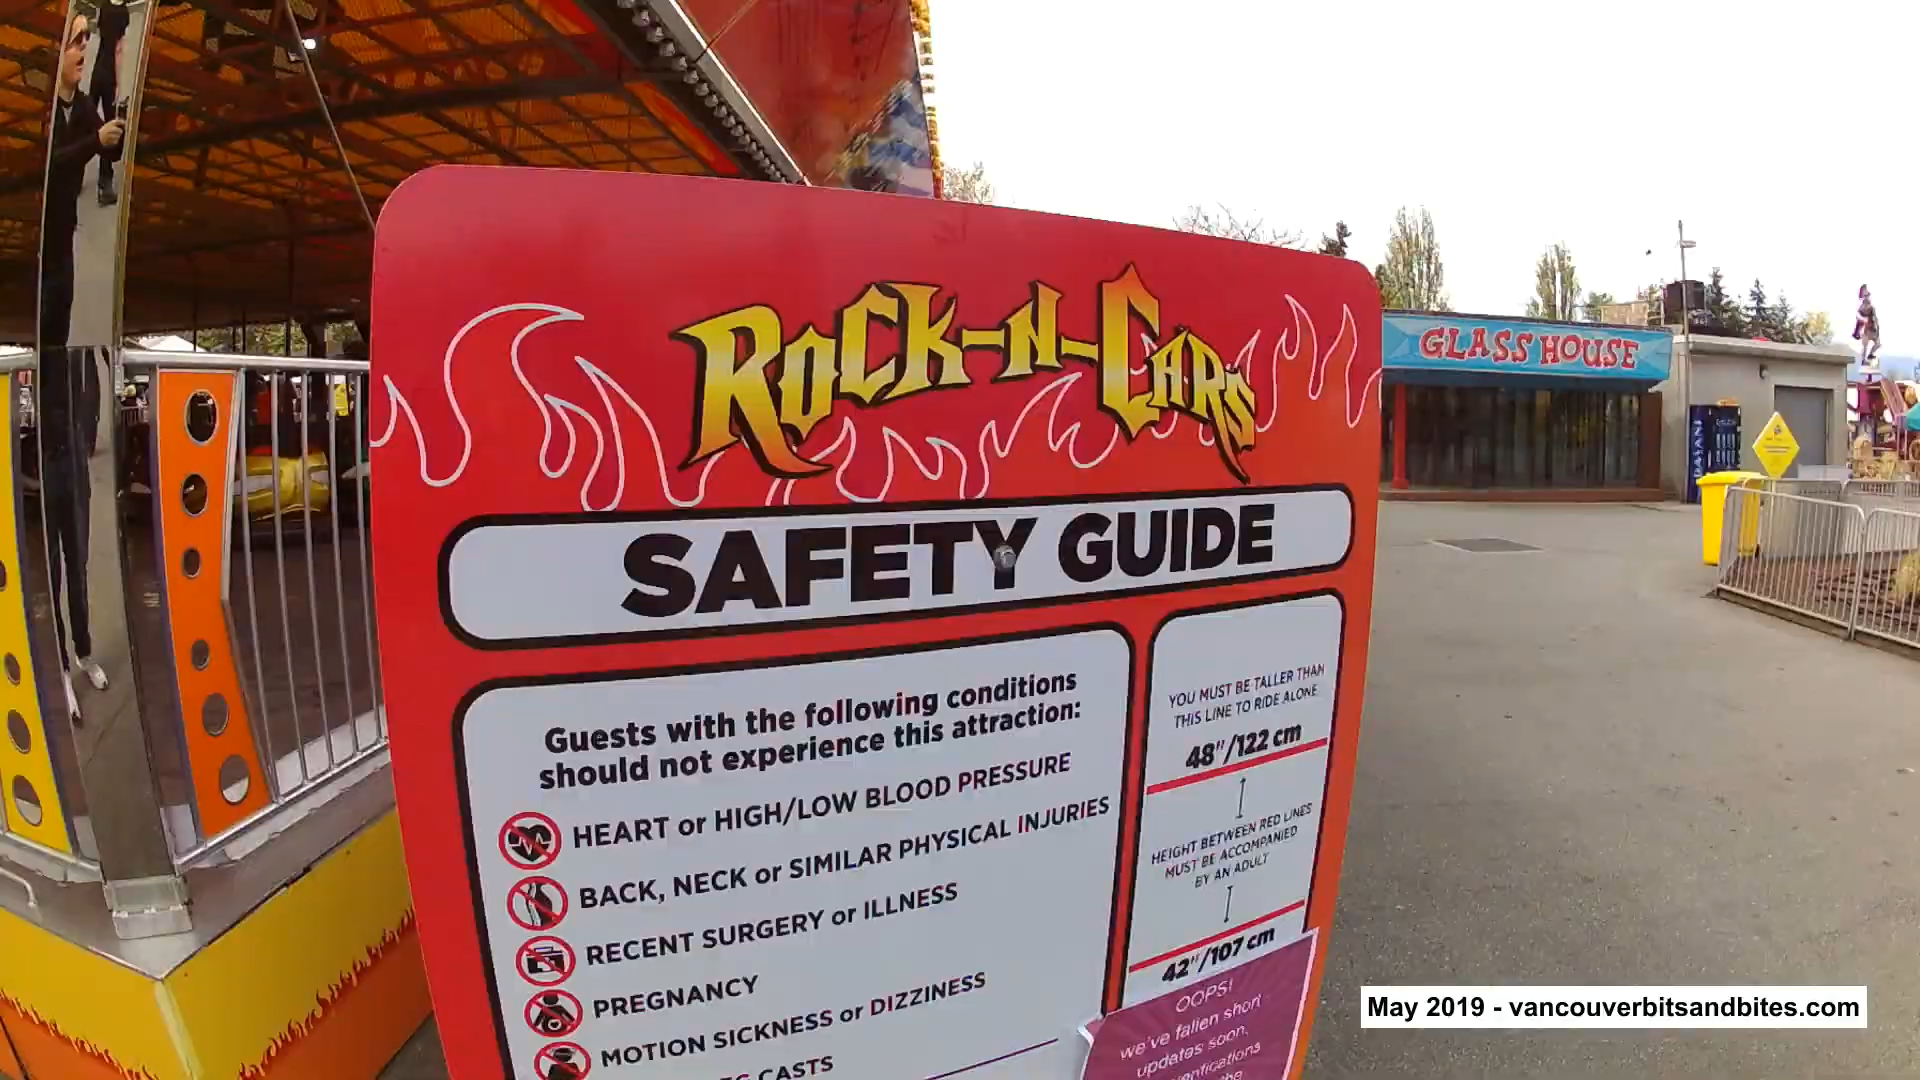 ROCK-N-CARS
GLASS HOUSE
DASANI
SAFETY GUIDE
Guests with the following conditions
should not experience this attraction:
HEART or HIGH/LOW BLOOD PRESSURE
BACK, NECK or SIMILAR PHYSICAL INJURIES
RECENT SURGERY or ILLNESS
PREGNANCY
MOTION SICKNESS or DIZZINESS
CASTS
YOU MUST BE TALLER THAN
THIS LINE TO RIDE ALONE
48"/122 cm
HEIGHT BETWEEN RED LINES
MUST BE ACCOMPANIED
BY AN ADULT
42"/107 cm
OOPS!
we've fallen short
updates soon.
May 2019 - vancouverbitsandbites.com